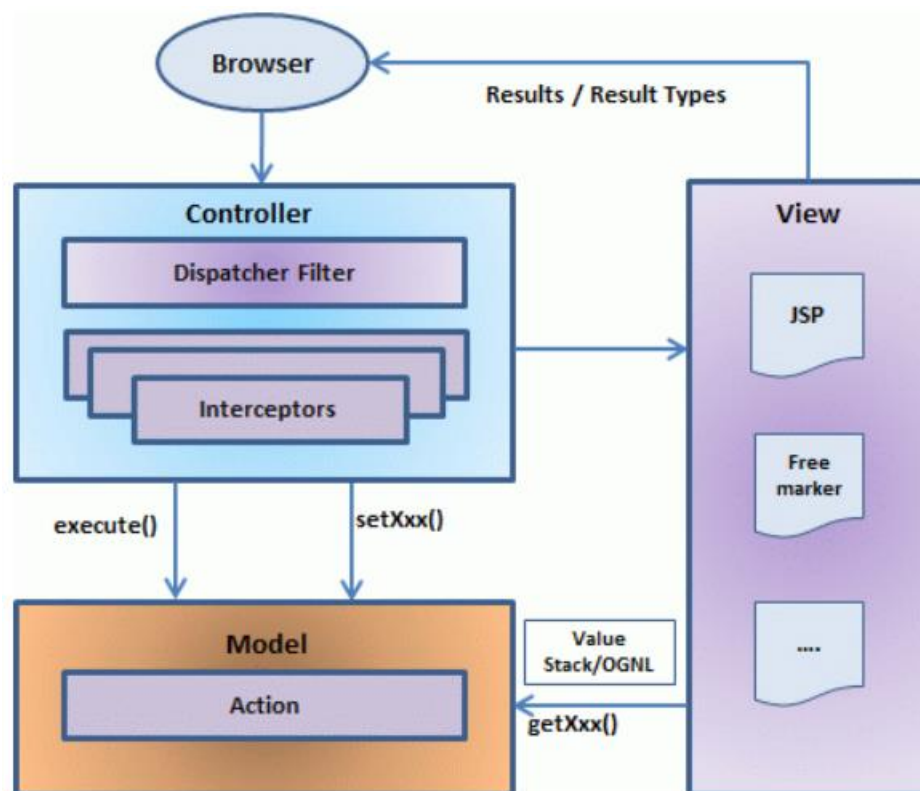 Browser
Results / Result Types
Controller
Dispatcher Filter
Interceptors
View
JSP
Free
marker
....
execute()
setXxx()
Model
Action
Value
Stack/OGNL
getXxx()